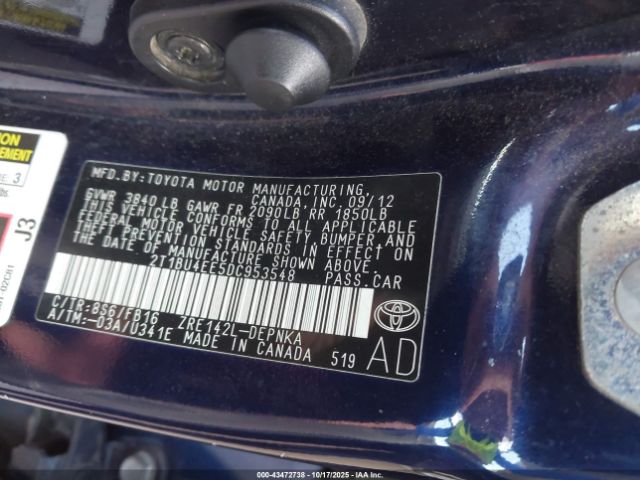 MFD.BY:TOYOTA MOTOR MANUFACTURING,
CANADA, INC. 09/12
GVWR 3840 LB GAWR FR 2090LB RR 1850LB
THIS VEHICLE CONFORMS TO ALL APPLICABLE
FEDERAL MOTOR VEHICLE SAFETY, BUMPER, AND
THEFT PREVENTION STANDARDS IN EFFECT ON
THE DATE OF MANUFACTURE SHOWN ABOVE.
2T1BU4EE5DC953548 PASS.CAR
C/TR:8S6/FB16 ZRE142L-DEPNKA
A/TM:-03A/U341E MADE IN CANADA 519
AD
J3
00-43472738 - 10/17/2025 - IAAI.COM